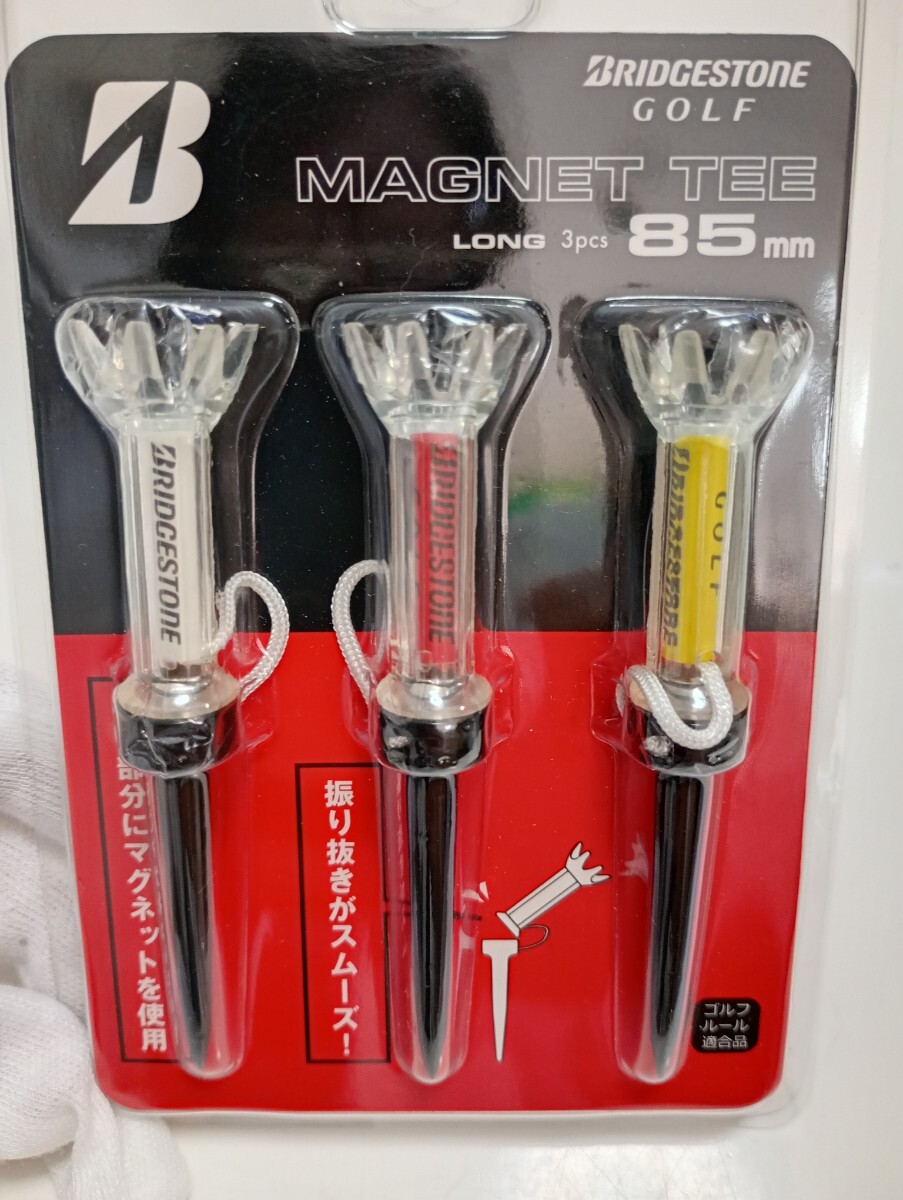 BRIDGESTONE
GOLF
MAGNET TEE
LONG 3pcs 85mm
BRIDGESTONE
BRIDGESTONE
BRIDGESTONE
GOLF
部分にマグネットを使用
振り抜きがスムーズ!
ゴルフ
ルール
適合品